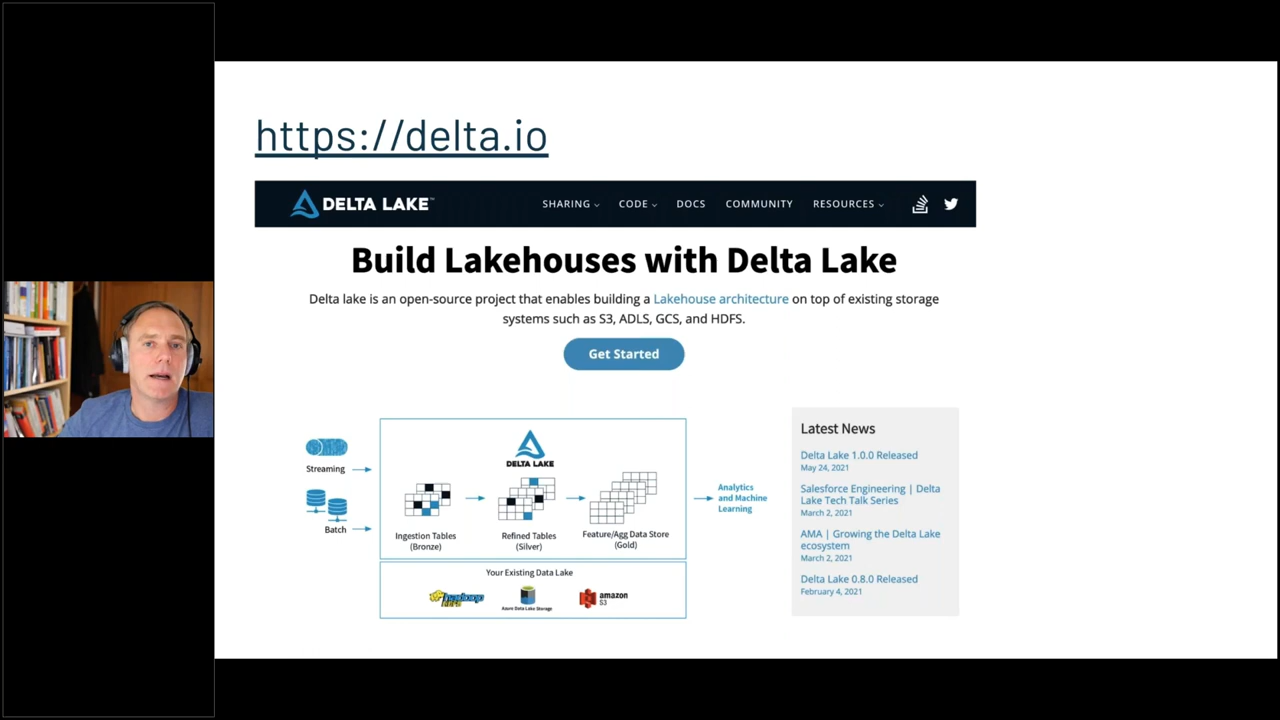 https://delta.io
DELTA LAKE
SHARING CODE DOCS COMMUNITY RESOURCES
Build Lakehouses with Delta Lake
Delta lake is an open-source project that enables building a Lakehouse architecture on top of existing storage
systems such as S3, ADLS, GCS, and HDFS.
Get Started
Streaming
Batch
DELTA LAKE
Ingestion Tables
(Bronze)
Refined Tables
(Silver)
Feature/Agg Data Store
(Gold)
Analytics
and Machine
Learning
Your Existing Data Lake
Azure Data Lake Storage
amazon
S3
Latest News
Delta Lake 1.0.0 Released
May 24, 2021
Salesforce Engineering | Delta
Lake Tech Talk Series
March 2, 2021
AMA | Growing the Delta Lake
ecosystem
March 2, 2021
Delta Lake 0.8.0 Released
February 4, 2021